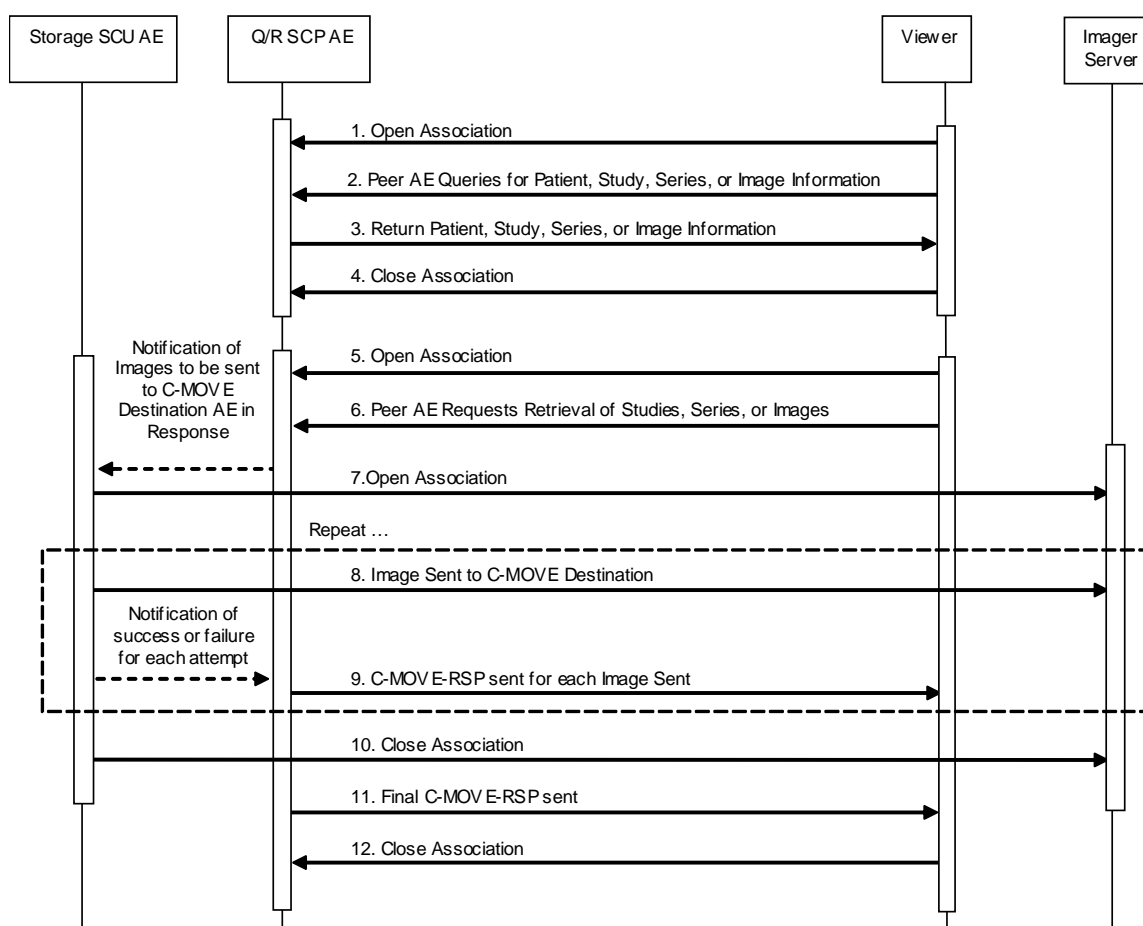 Storage SCU AE
Q/R SCP AE
Viewer
Imager
Server
1. Open Association
2. Peer AE Queries for Patient, Study, Series, or Image Information
3. Return Patient, Study, Series, or Image Information
4. Close Association
Notification of
Images to be sent
to C-MOVE
Destination AE in
Response
5. Open Association
6. Peer AE Requests Retrieval of Studies, Series, or Images
7.Open Association
Repeat …
8. Image Sent to C-MOVE Destination
Notification of
success or failure
for each attempt
9. C-MOVE-RSP sent for each Image Sent
10. Close Association
11. Final C-MOVE-RSP sent
12. Close Association